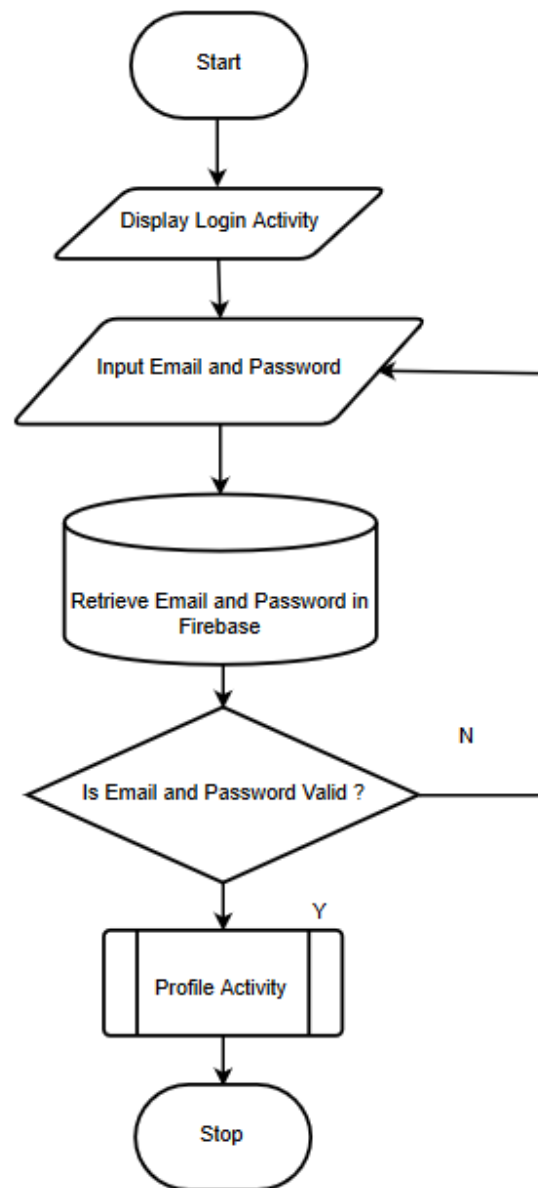 Start
Display Login Activity
Input Email and Password
Retrieve Email and Password in
Firebase
N
Is Email and Password Valid ?
Y
Profile Activity
Stop